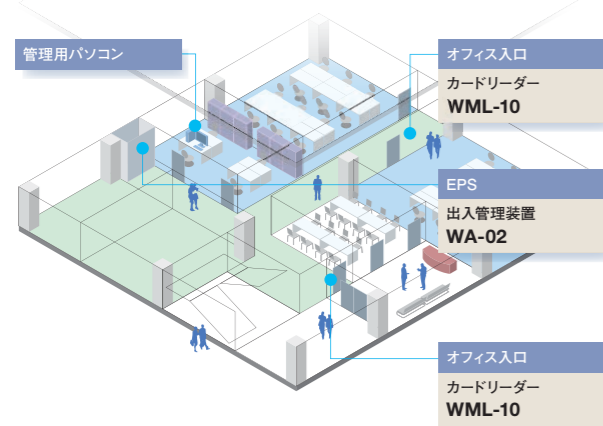 管理用パソコン
オフィス入口
カードリーダー
WML-10
EPS
出入管理装置
WA-02
オフィス入口
カードリーダー
WML-10